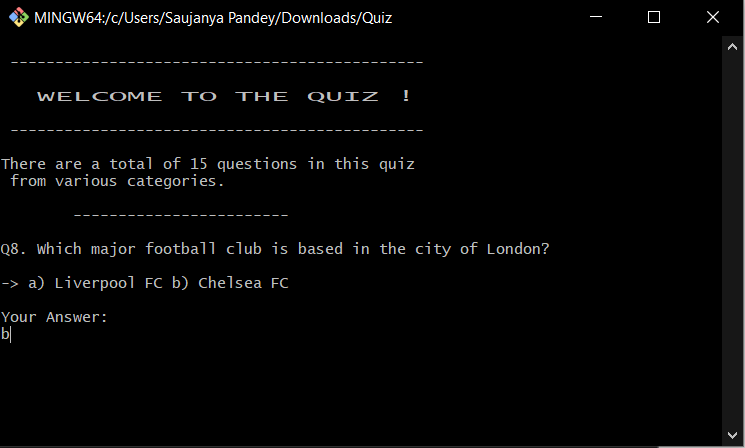 MINGW64:/c/Users/Saujanya Pandey/Downloads/Quiz
----------------------------------------------
WELCOME TO THE QUIZ !
----------------------------------------------
There are a total of 15 questions in this quiz
from various categories.
------------------------
Q8. Which major football club is based in the city of London?
-> a) Liverpool FC b) Chelsea FC
Your Answer:
b